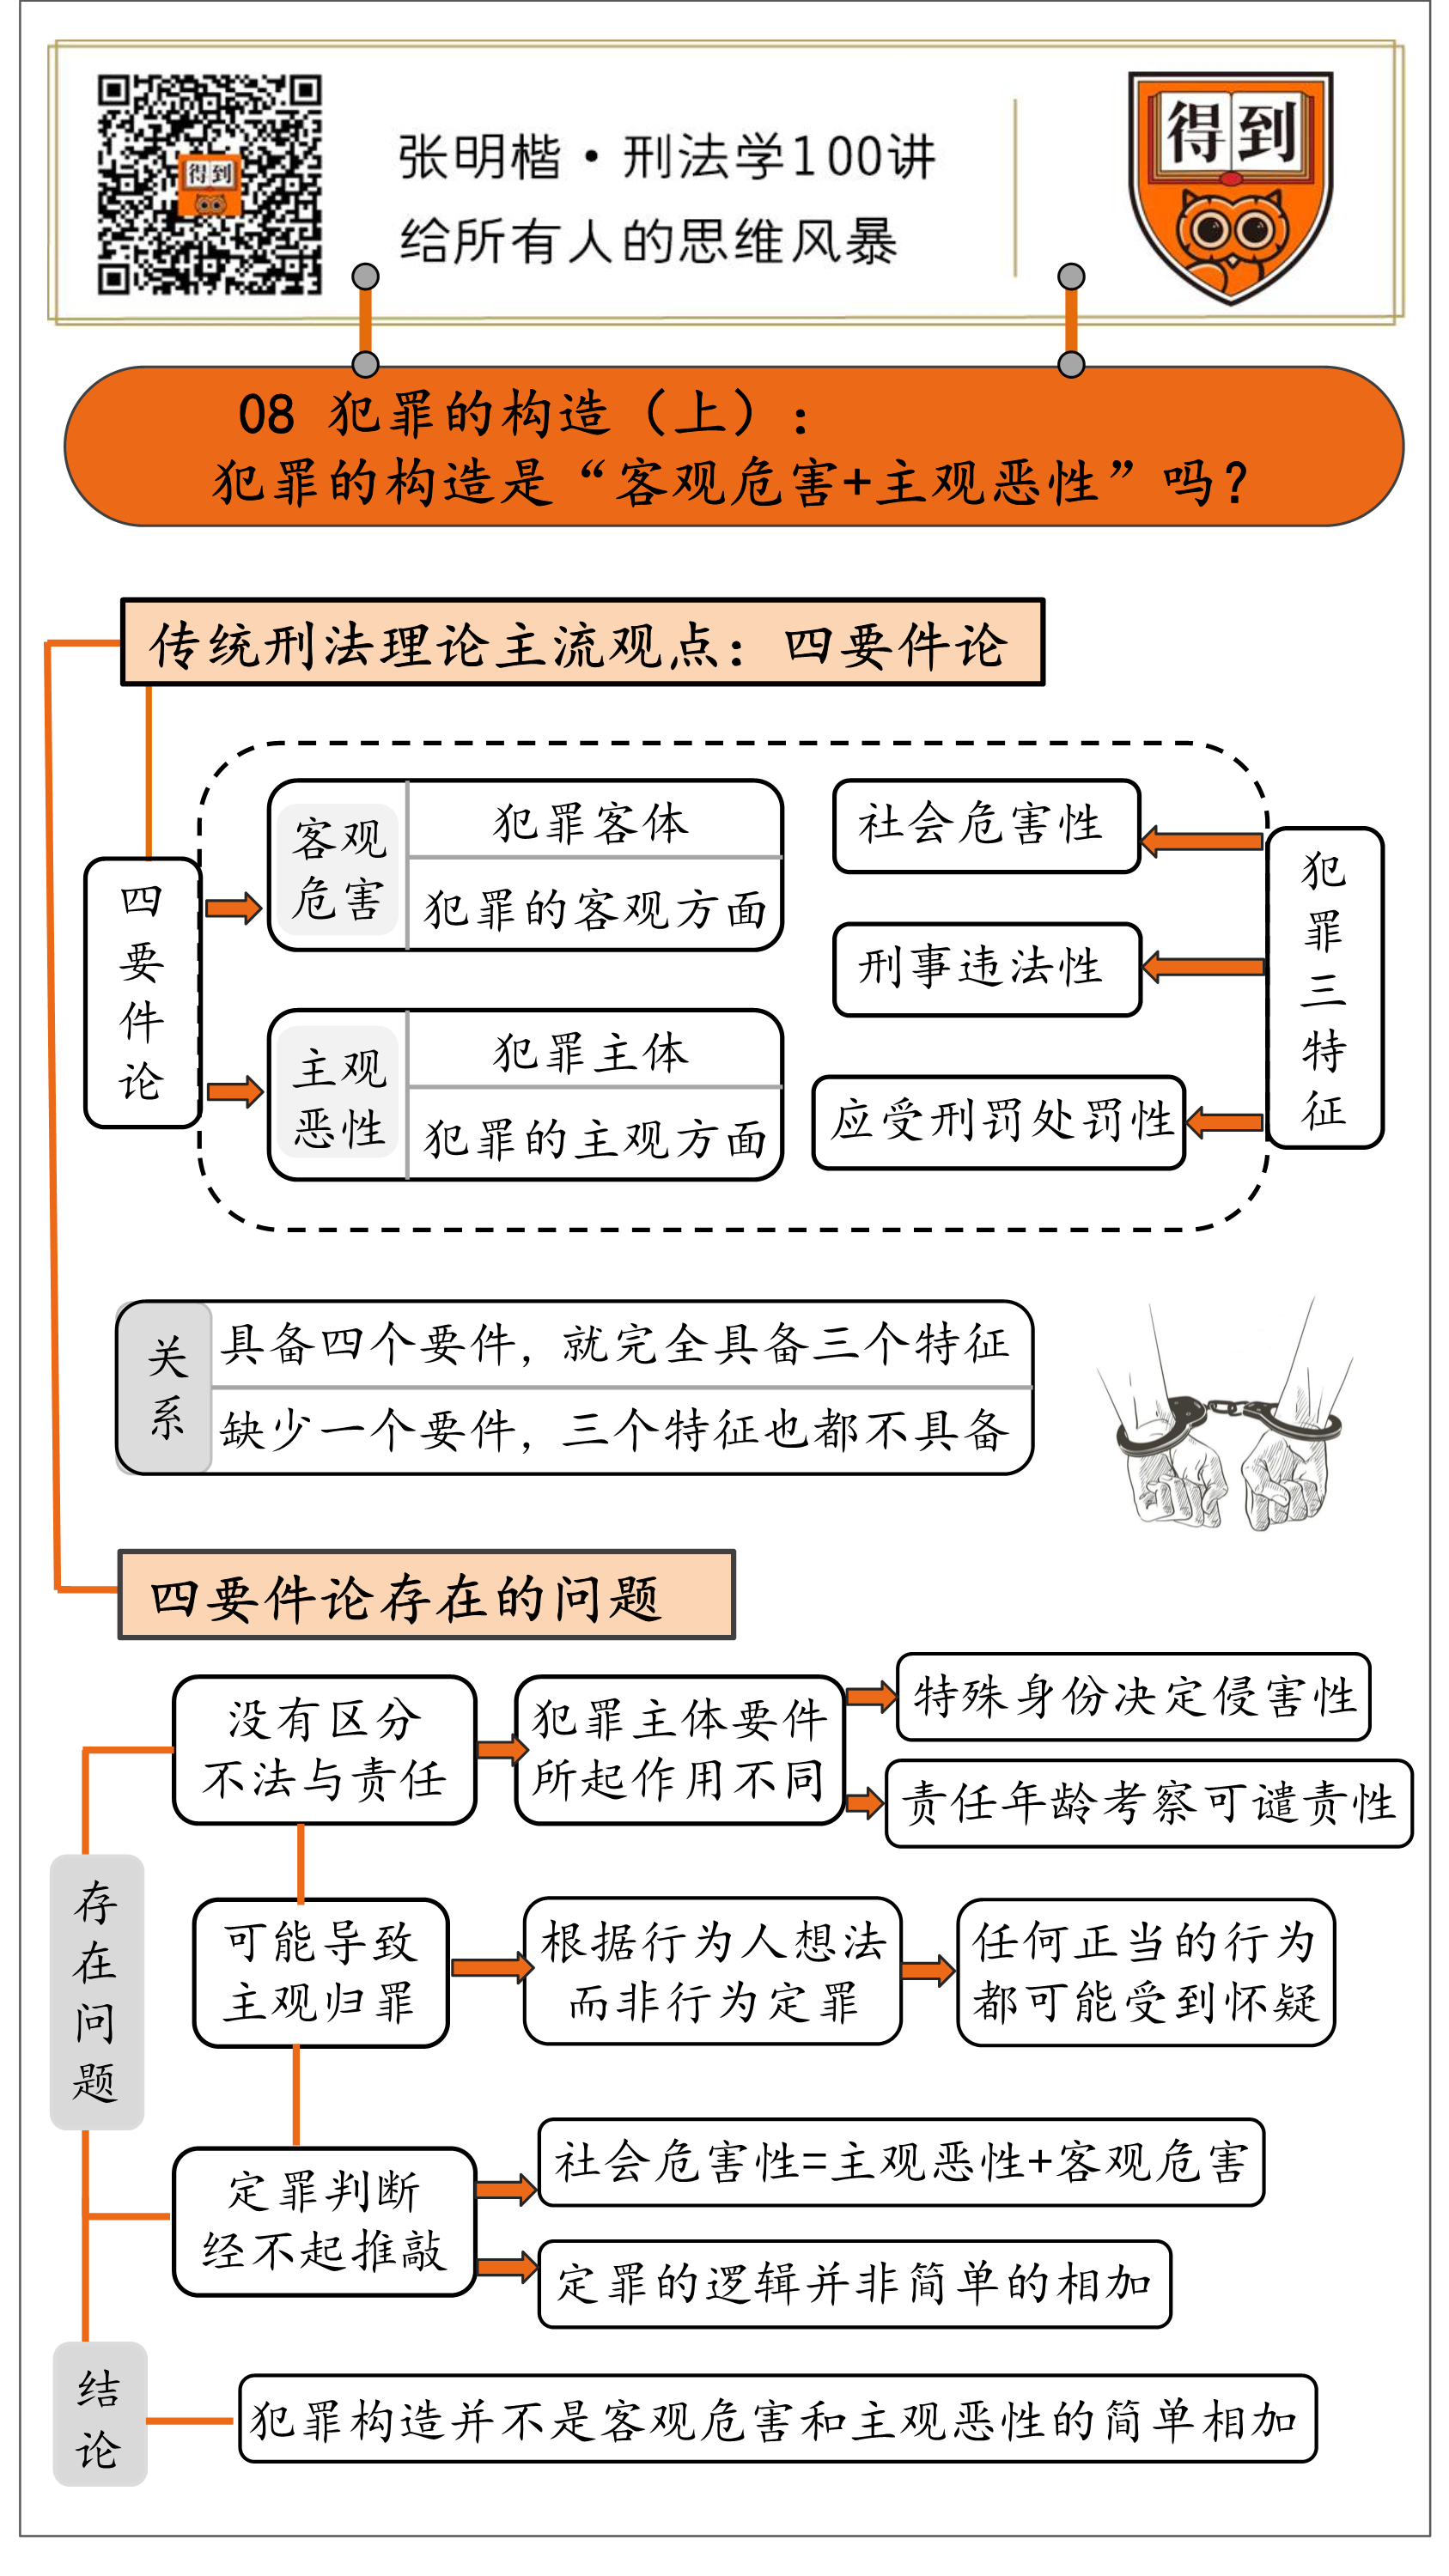 得到
张明楷·刑法学100讲
给所有人的思维风暴
得到
08 犯罪的构造（上）：
犯罪的构造是“客观危害+主观恶性”吗？
传统刑法理论主流观点：四要件论
四要件论
客观
危害
犯罪客体
犯罪的客观方面
主观
恶性
犯罪主体
犯罪的主观方面
社会危害性
刑事违法性
应受刑罚处罚性
犯罪三特征
关系
具备四个要件，就完全具备三个特征
缺少一个要件，三个特征也都不具备
四要件论存在的问题
存在问题
没有区分
不法与责任
犯罪主体要件
所起作用不同
特殊身份决定侵害性
责任年龄考察可谴责性
可能导致
主观归罪
根据行为人想法
而非行为定罪
任何正当的行为
都可能受到怀疑
定罪判断
经不起推敲
社会危害性=主观恶性+客观危害
定罪的逻辑并非简单的相加
结论
犯罪构造并不是客观危害和主观恶性的简单相加